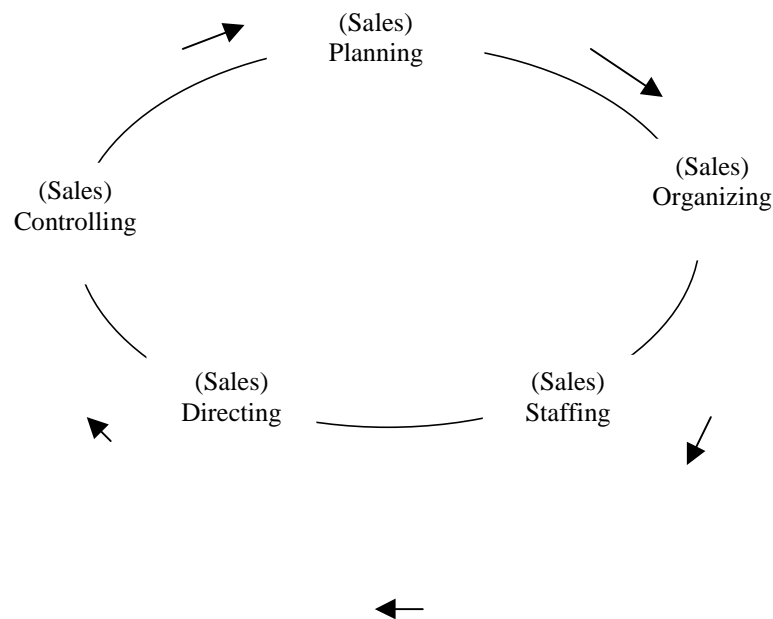 (Sales)
Planning
(Sales)
Organizing
(Sales)
Staffing
(Sales)
Directing
(Sales)
Controlling